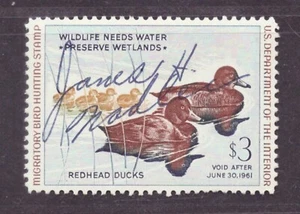 WILDLIFE NEEDS WATER
PRESERVE WETLANDS
MIGRATORY BIRD HUNTING STAMP
U.S. DEPARTMENT OF THE INTERIOR
James H.
$3
REDHEAD DUCKS
VOID AFTER
JUNE 30, 1961